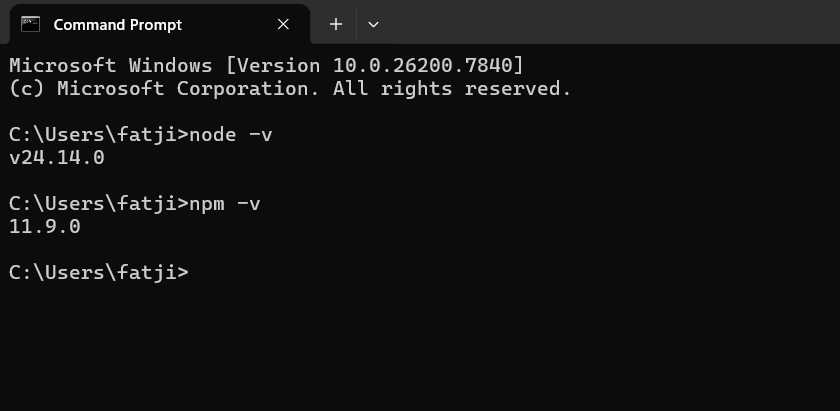 Command Prompt
Microsoft Windows [Version 10.0.26200.7840]
(c) Microsoft Corporation. All rights reserved.
C:\Users\fatji>node -v
v24.14.0
C:\Users\fatji>npm -v
11.9.0
C:\Users\fatji>